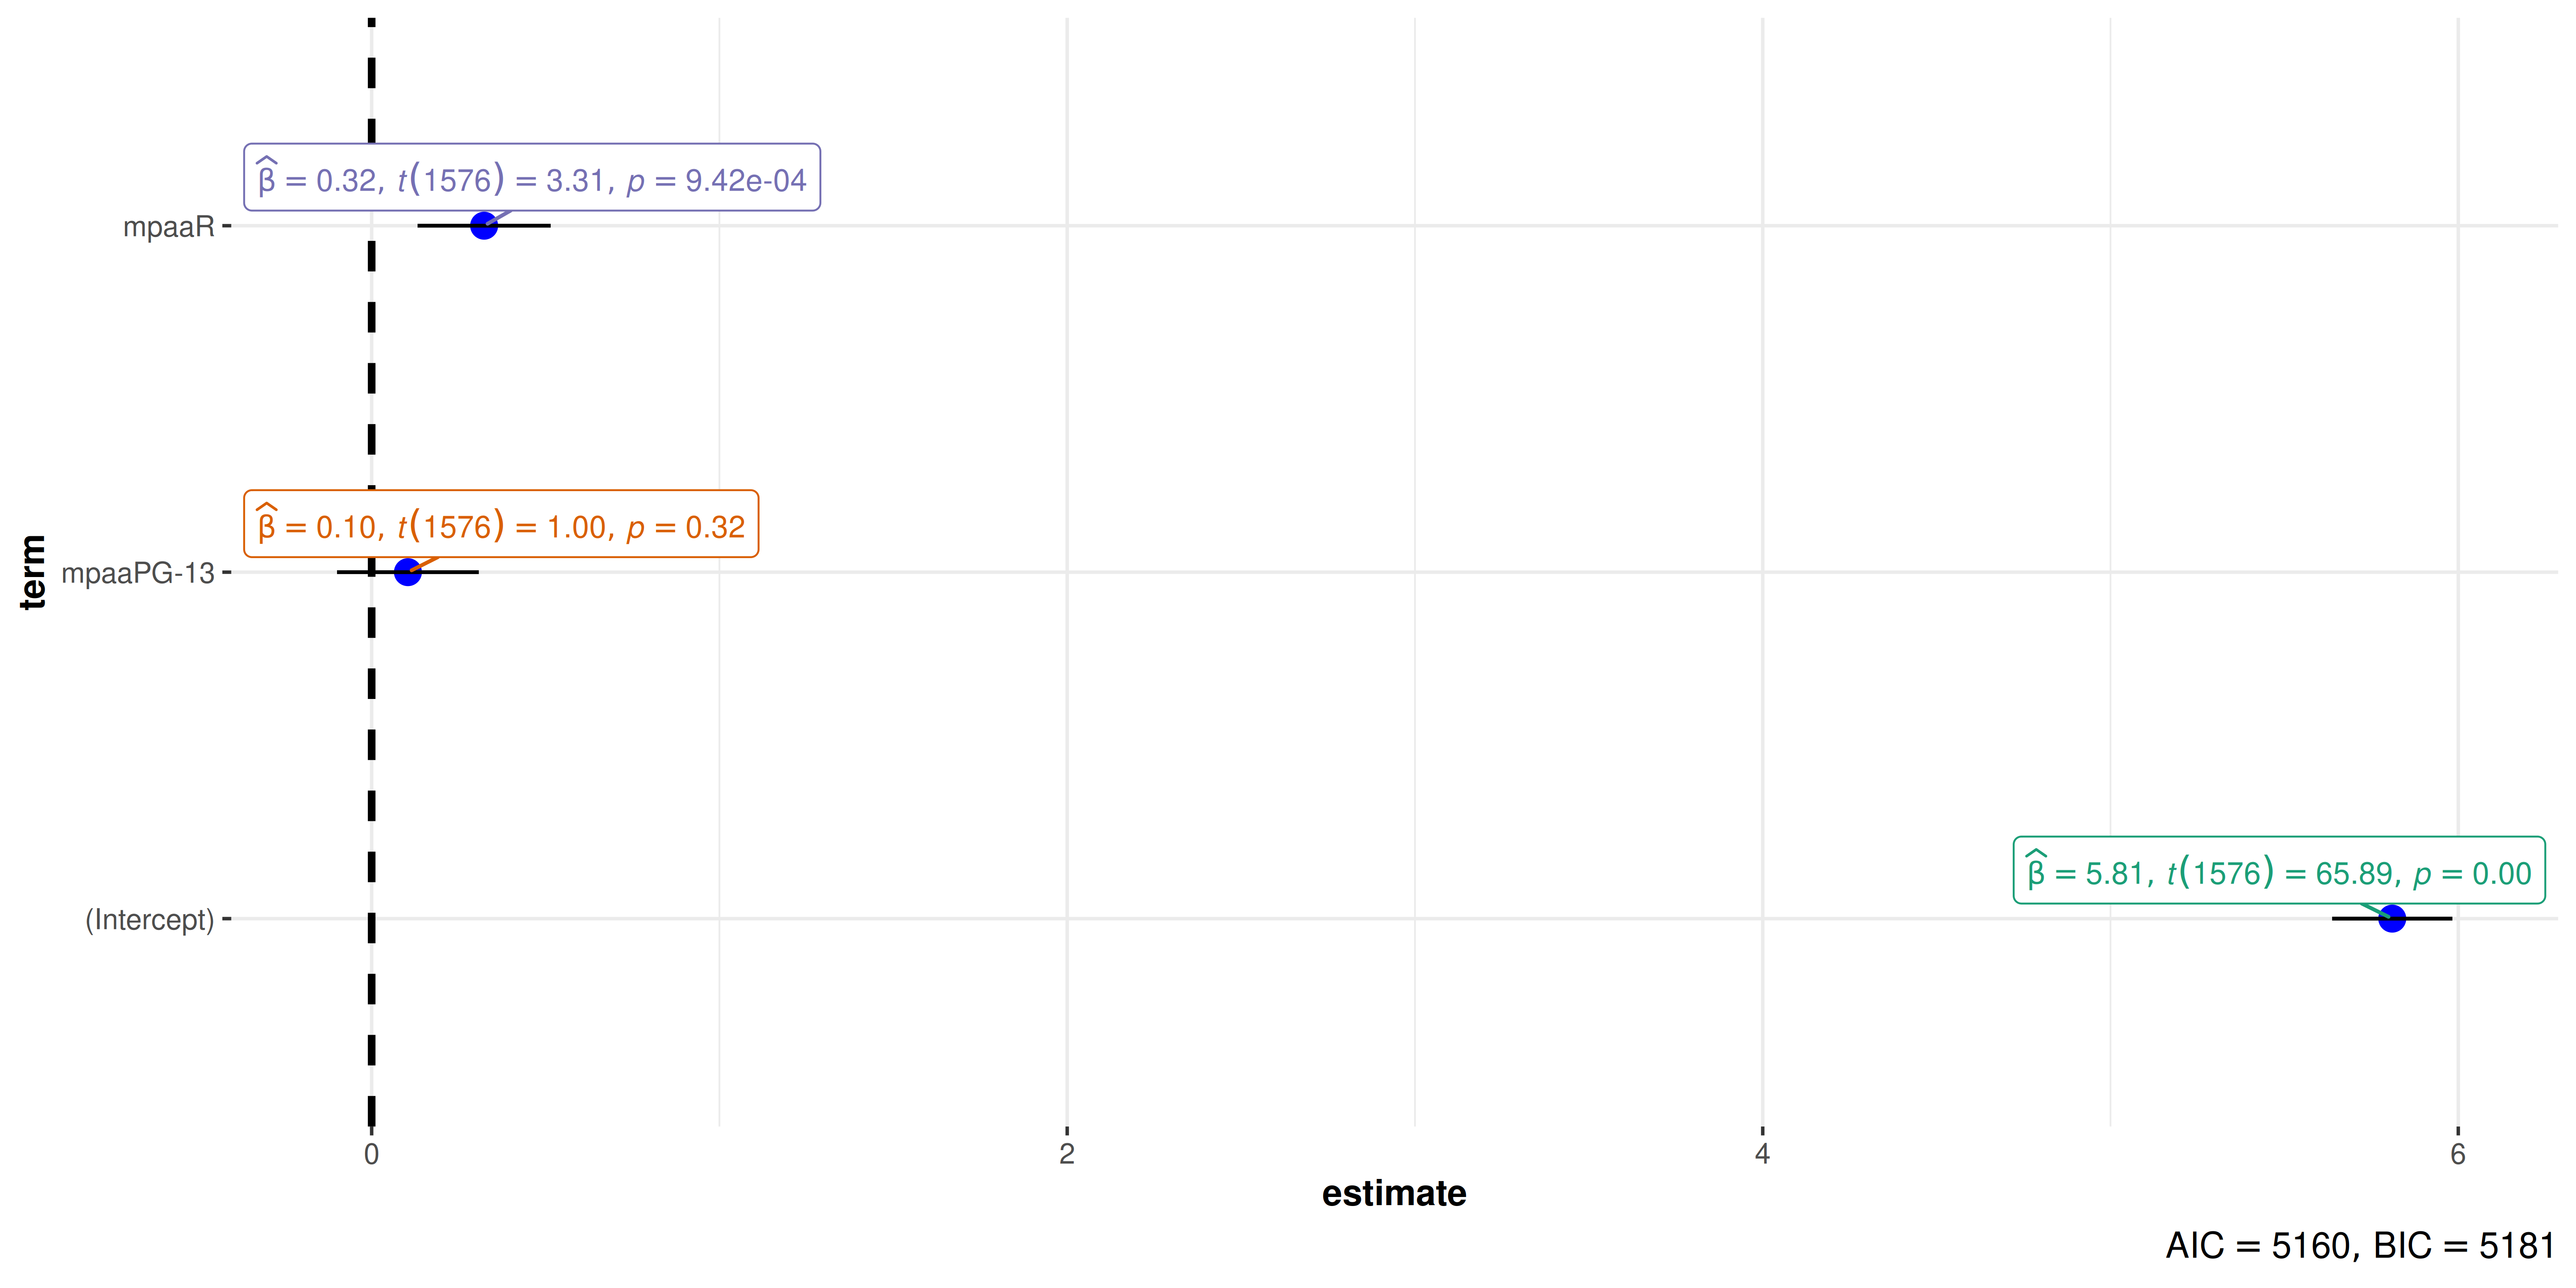 β̂ = 0.32, t(1576) = 3.31, p = 9.42e-04
mpaaR
β̂ = 0.10, t(1576) = 1.00, p = 0.32
mpaaPG-13
term
β̂ = 5.81, t(1576) = 65.89, p = 0.00
(Intercept)
0 2 4 6
estimate
AIC = 5160, BIC = 5181